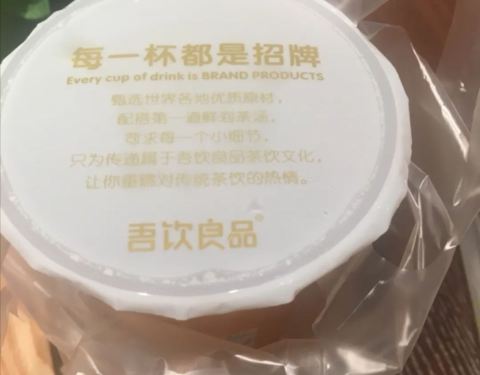 每一杯都是招牌
Every cup of drink is BRAND PRODUCTS
甄选世界各地优质原材，
配搭第一道鲜泡茶汤，
苛求每一个小细节，
只为传递属于吾饮良品茶饮文化，
让你重燃对传统茶饮的热情。
吾饮良品®